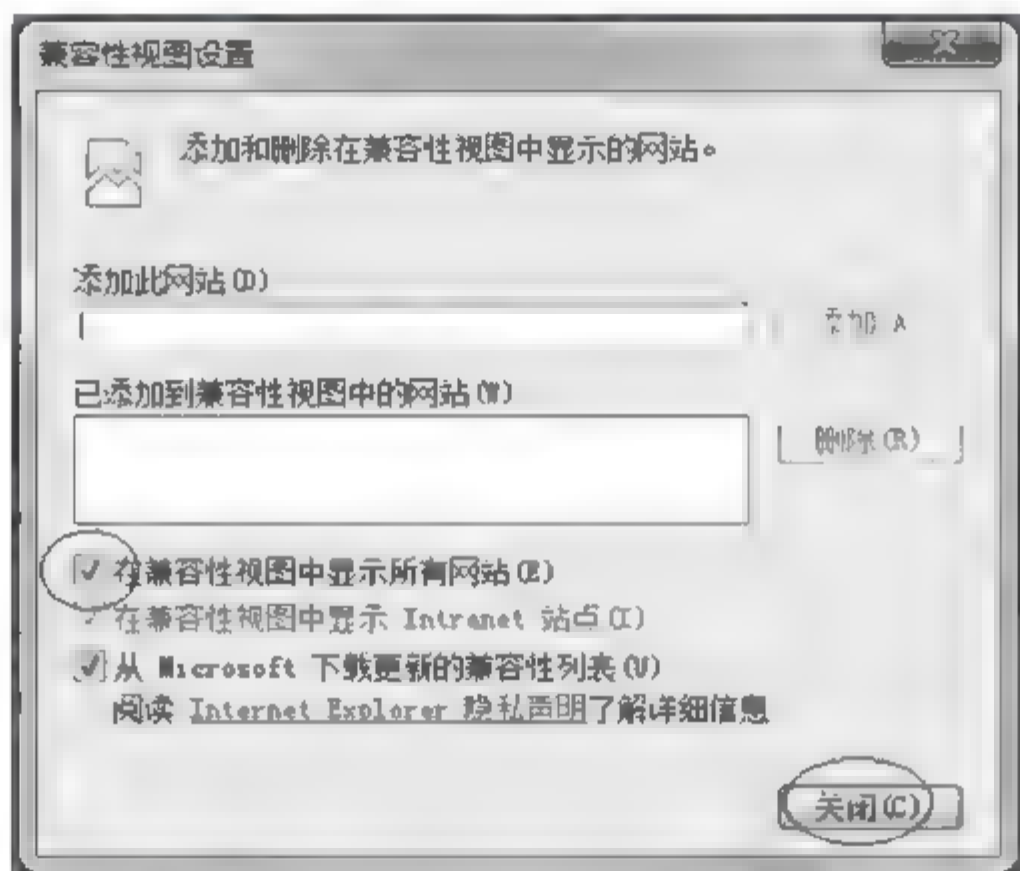 兼容性视图设置
添加和删除在兼容性视图中显示的网站。
添加此网站(D)
添加 A
已添加到兼容性视图中的网站(W)
删除(R)
在兼容性视图中显示所有网站(E)
在兼容性视图中显示 Intranet 站点(I)
从 Microsoft 下载更新的兼容性列表(U)
阅读 Internet Explorer 隐私声明了解详细信息
关闭(C)